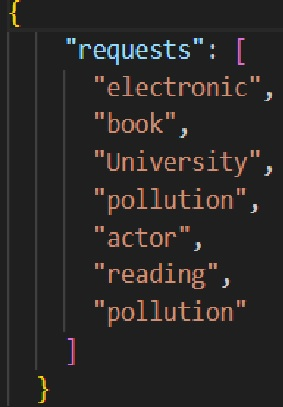 {
"requests": [
"electronic",
"book",
"University",
"pollution",
"actor",
"reading",
"pollution"
]
}